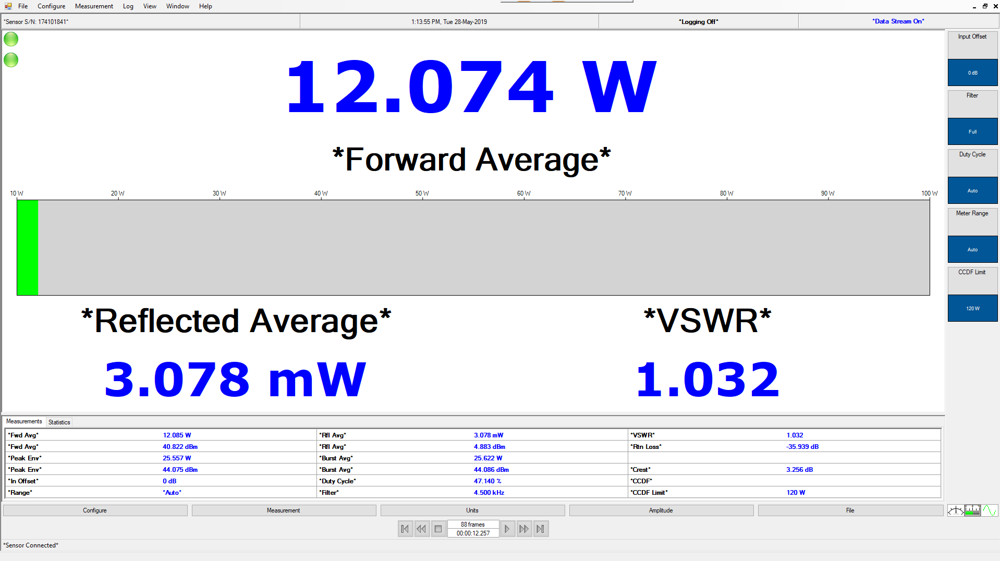 File Configure Measurement Log View Window Help
*Sensor S/N: 174101841* 1:13:55 PM, Tue 28-May-2019 *Logging Off* *Data Stream On*
12.074 W
*Forward Average*
10 W 20 W 30 W 40 W 50 W 60 W 70 W 80 W 90 W 100 W
*Reflected Average* *VSWR*
3.078 mW 1.032
Input Offset
0 dB
Filter
Full
Duty Cycle
Auto
Meter Range
Auto
CCDF Limit
120 W
Measurements Statistics
*Fwd Avg* 12.085 W *Rfl Avg* 3.078 mW *VSWR* 1.032
*Fwd Avg* 40.822 dBm *Rfl Avg* 4.883 dBm *Rtn Loss* -35.939 dB
*Peak Env* 25.557 W *Burst Avg* 25.622 W
*Peak Env* 44.075 dBm *Burst Avg* 44.086 dBm *Crest* 3.256 dB
*In Offset* 0 dB *Duty Cycle* 47.140 % *CCDF*
*Range* *Auto* *Filter* 4.500 kHz *CCDF Limit* 120 W
Configure Measurement Units Amplitude File
88 frames
00:00:12.257
*Sensor Connected*